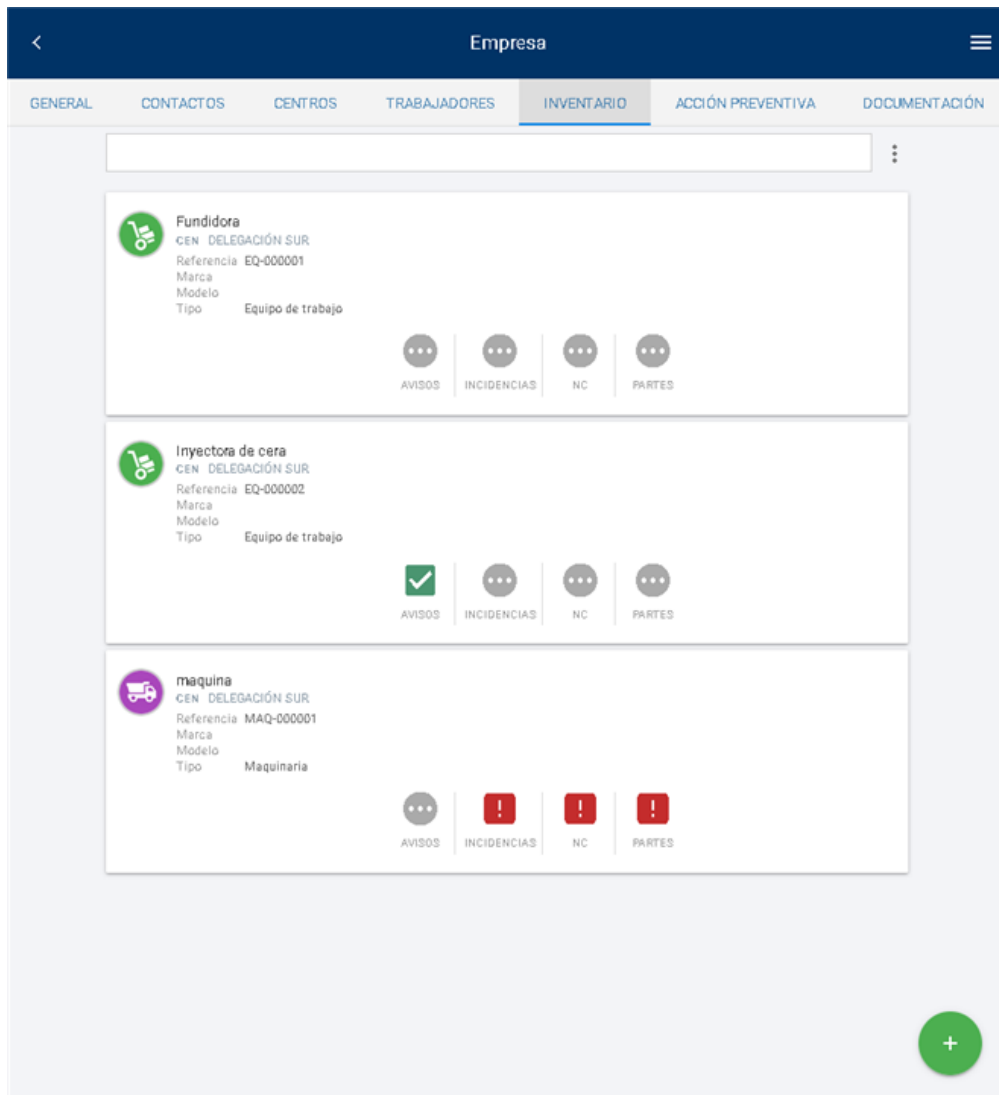 Empresa
GENERAL CONTACTOS CENTROS TRABAJADORES INVENTARIO ACCIÓN PREVENTIVA DOCUMENTACIÓN
Fundidora
CEN DELEGACIÓN SUR
Referencia EQ-000001
Marca
Modelo
Tipo Equipo de trabajo
AVISOS INCIDENCIAS NC PARTES
Inyectora de cera
CEN DELEGACIÓN SUR
Referencia EQ-000002
Marca
Modelo
Tipo Equipo de trabajo
AVISOS INCIDENCIAS NC PARTES
maquina
CEN DELEGACIÓN SUR
Referencia MAQ-000001
Marca
Modelo
Tipo Maquinaria
AVISOS INCIDENCIAS NC PARTES